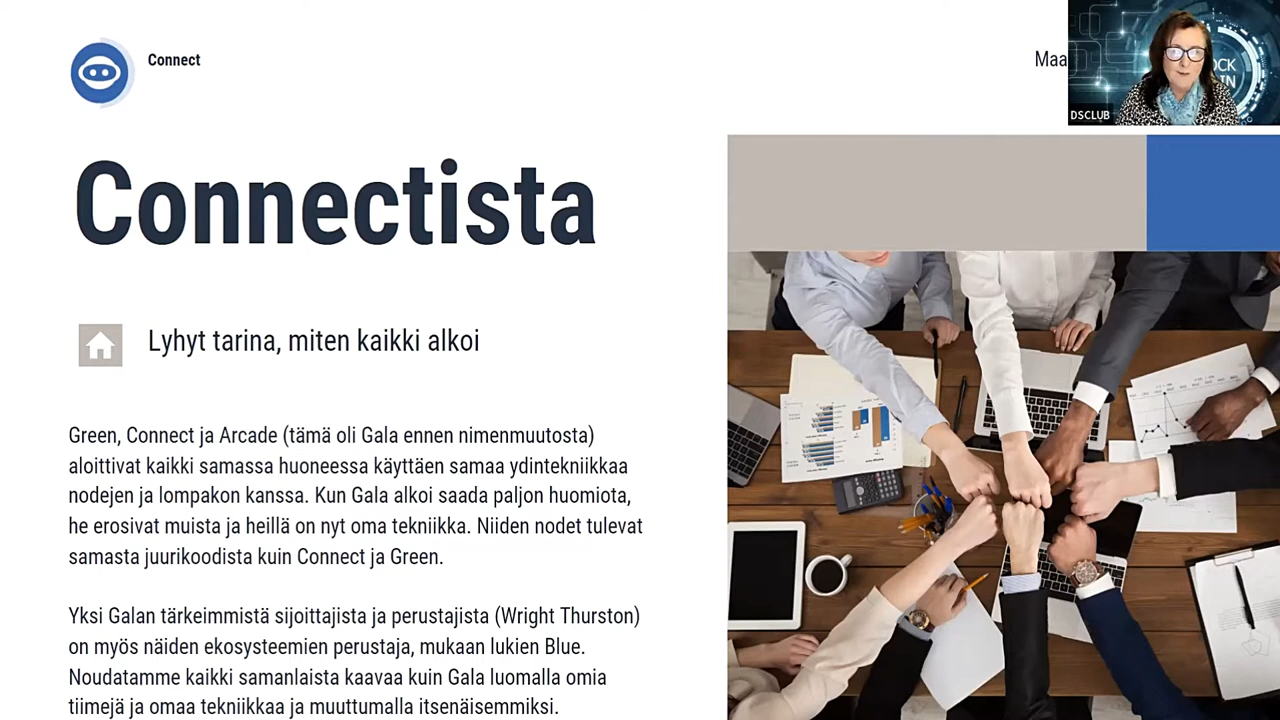 Connect
Maa
DSCLUB
Connectista
Lyhyt tarina, miten kaikki alkoi
Green, Connect ja Arcade (tämä oli Gala ennen nimenmuutosta)
aloittivat kaikki samassa huoneessa käyttäen samaa ydintekniikkaa
nodejen ja lompakon kanssa. Kun Gala alkoi saada paljon huomiota,
he erosivat muista ja heillä on nyt oma tekniikka. Niiden nodet tulevat
samasta juurikoodista kuin Connect ja Green.
Yksi Galan tärkeimmistä sijoittajista ja perustajista (Wright Thurston)
on myös näiden ekosysteemien perustaja, mukaan lukien Blue.
Noudatamme kaikki samanlaista kaavaa kuin Gala luomalla omia
tiimejä ja omaa tekniikkaa ja muuttumalla itsenäisemmiksi.